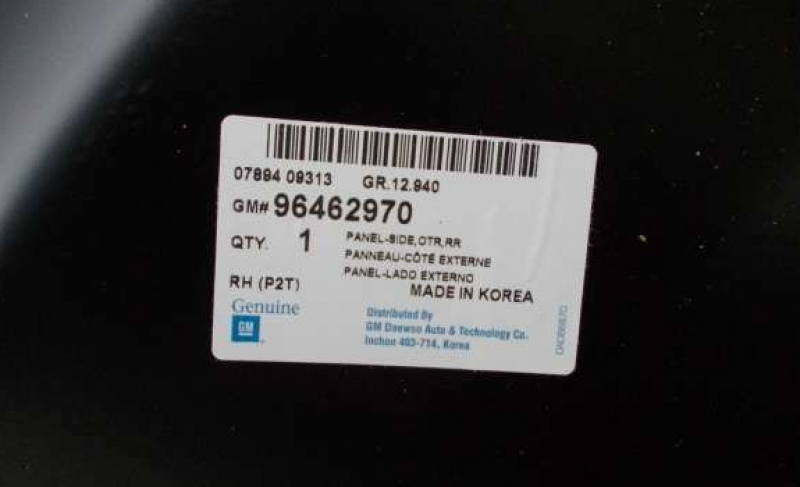 07894 09313 GR.12.940
GM# 96462970
QTY. 1 PANEL-SIDE,OTR,RR
PANNEAU-CÔTÉ EXTERNE
PANEL-LADO EXTERNO
RH (P2T) MADE IN KOREA
Genuine
GM
Distributed By
GM Daewoo Auto & Technology Co.
Inchon 403-714, Korea